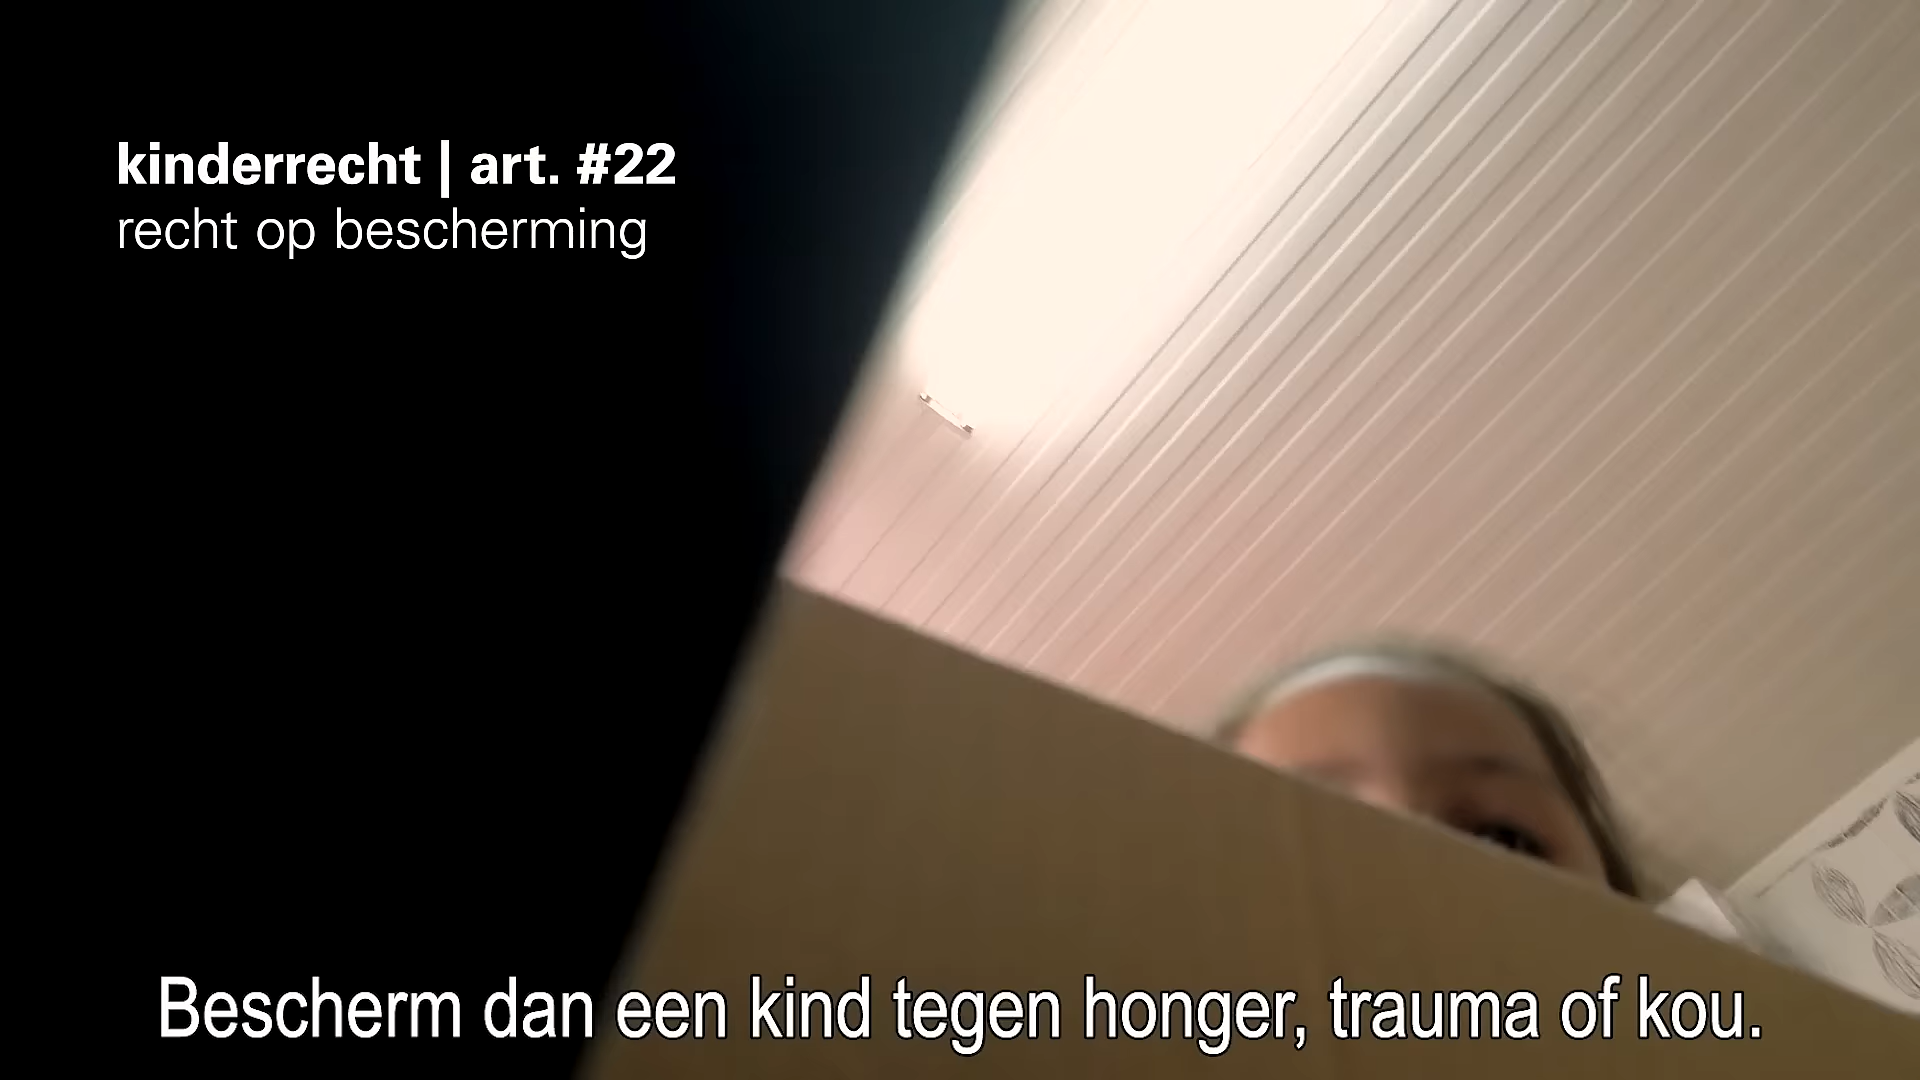 kinderrecht | art. #22
recht op bescherming
Bescherm dan een kind tegen honger, trauma of kou.